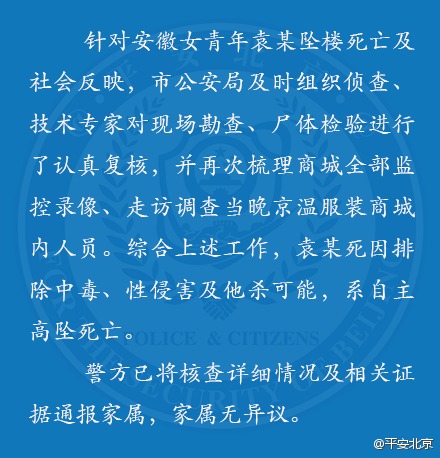 针对安徽女青年袁某坠楼死亡及
社会反映，市公安局及时组织侦查、
技术专家对现场勘查、尸体检验进行
了认真复核，并再次梳理商城全部监
控录像、走访调查当晚京温服装商城
内人员。综合上述工作，袁某死因排
除中毒、性侵害及他杀可能，系自主
高坠死亡。
警方已将核查详细情况及相关证
据通报家属，家属无异议。
POLICE & CITIZENS
@平安北京